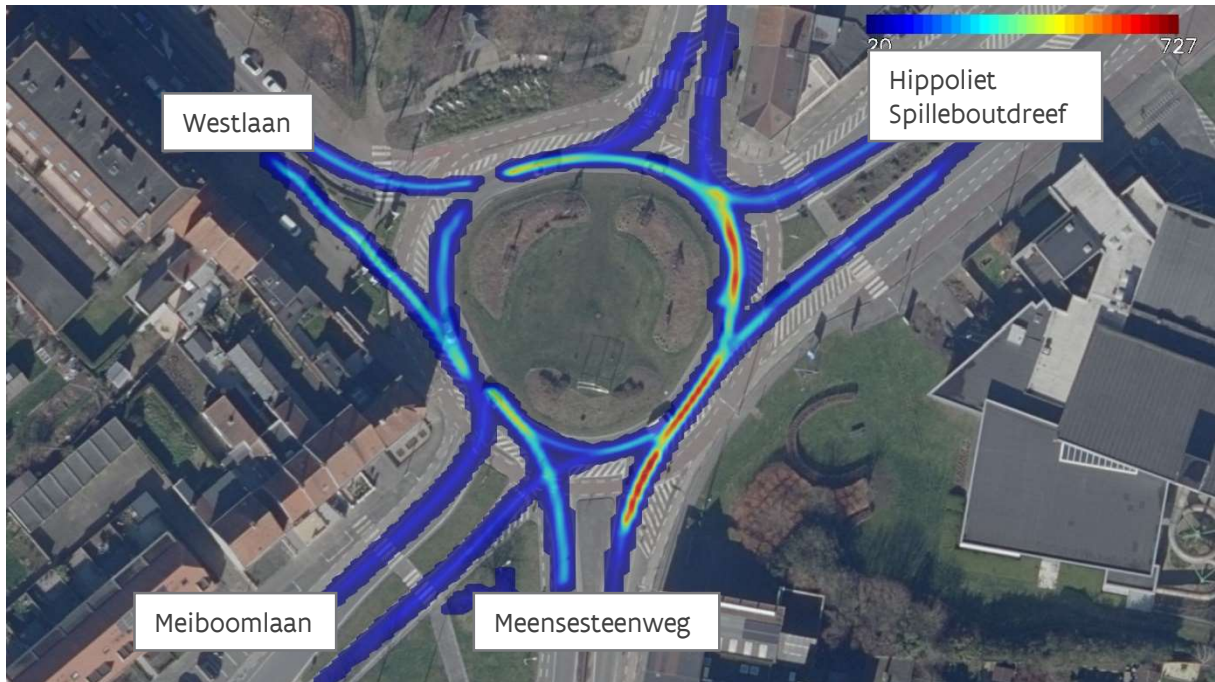 20
727
Hippoliet
Spilleboutdreef
Westlaan
Meiboomlaan
Meensesteenweg